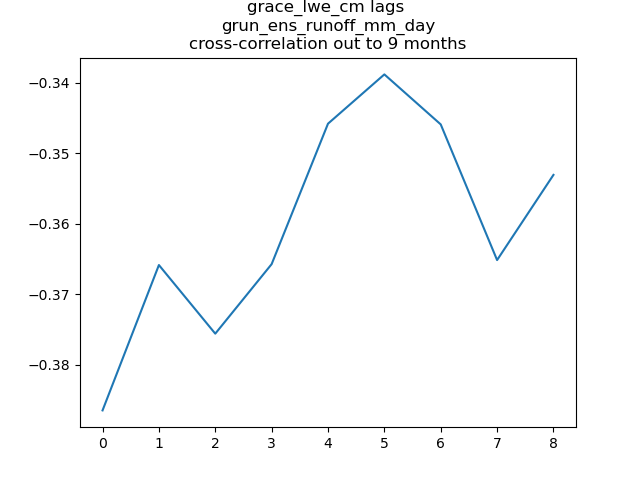 grace_lwe_cm lags
grun_ens_runoff_mm_day
cross-correlation out to 9 months
−0.34
−0.35
−0.36
−0.37
−0.38
0 1 2 3 4 5 6 7 8